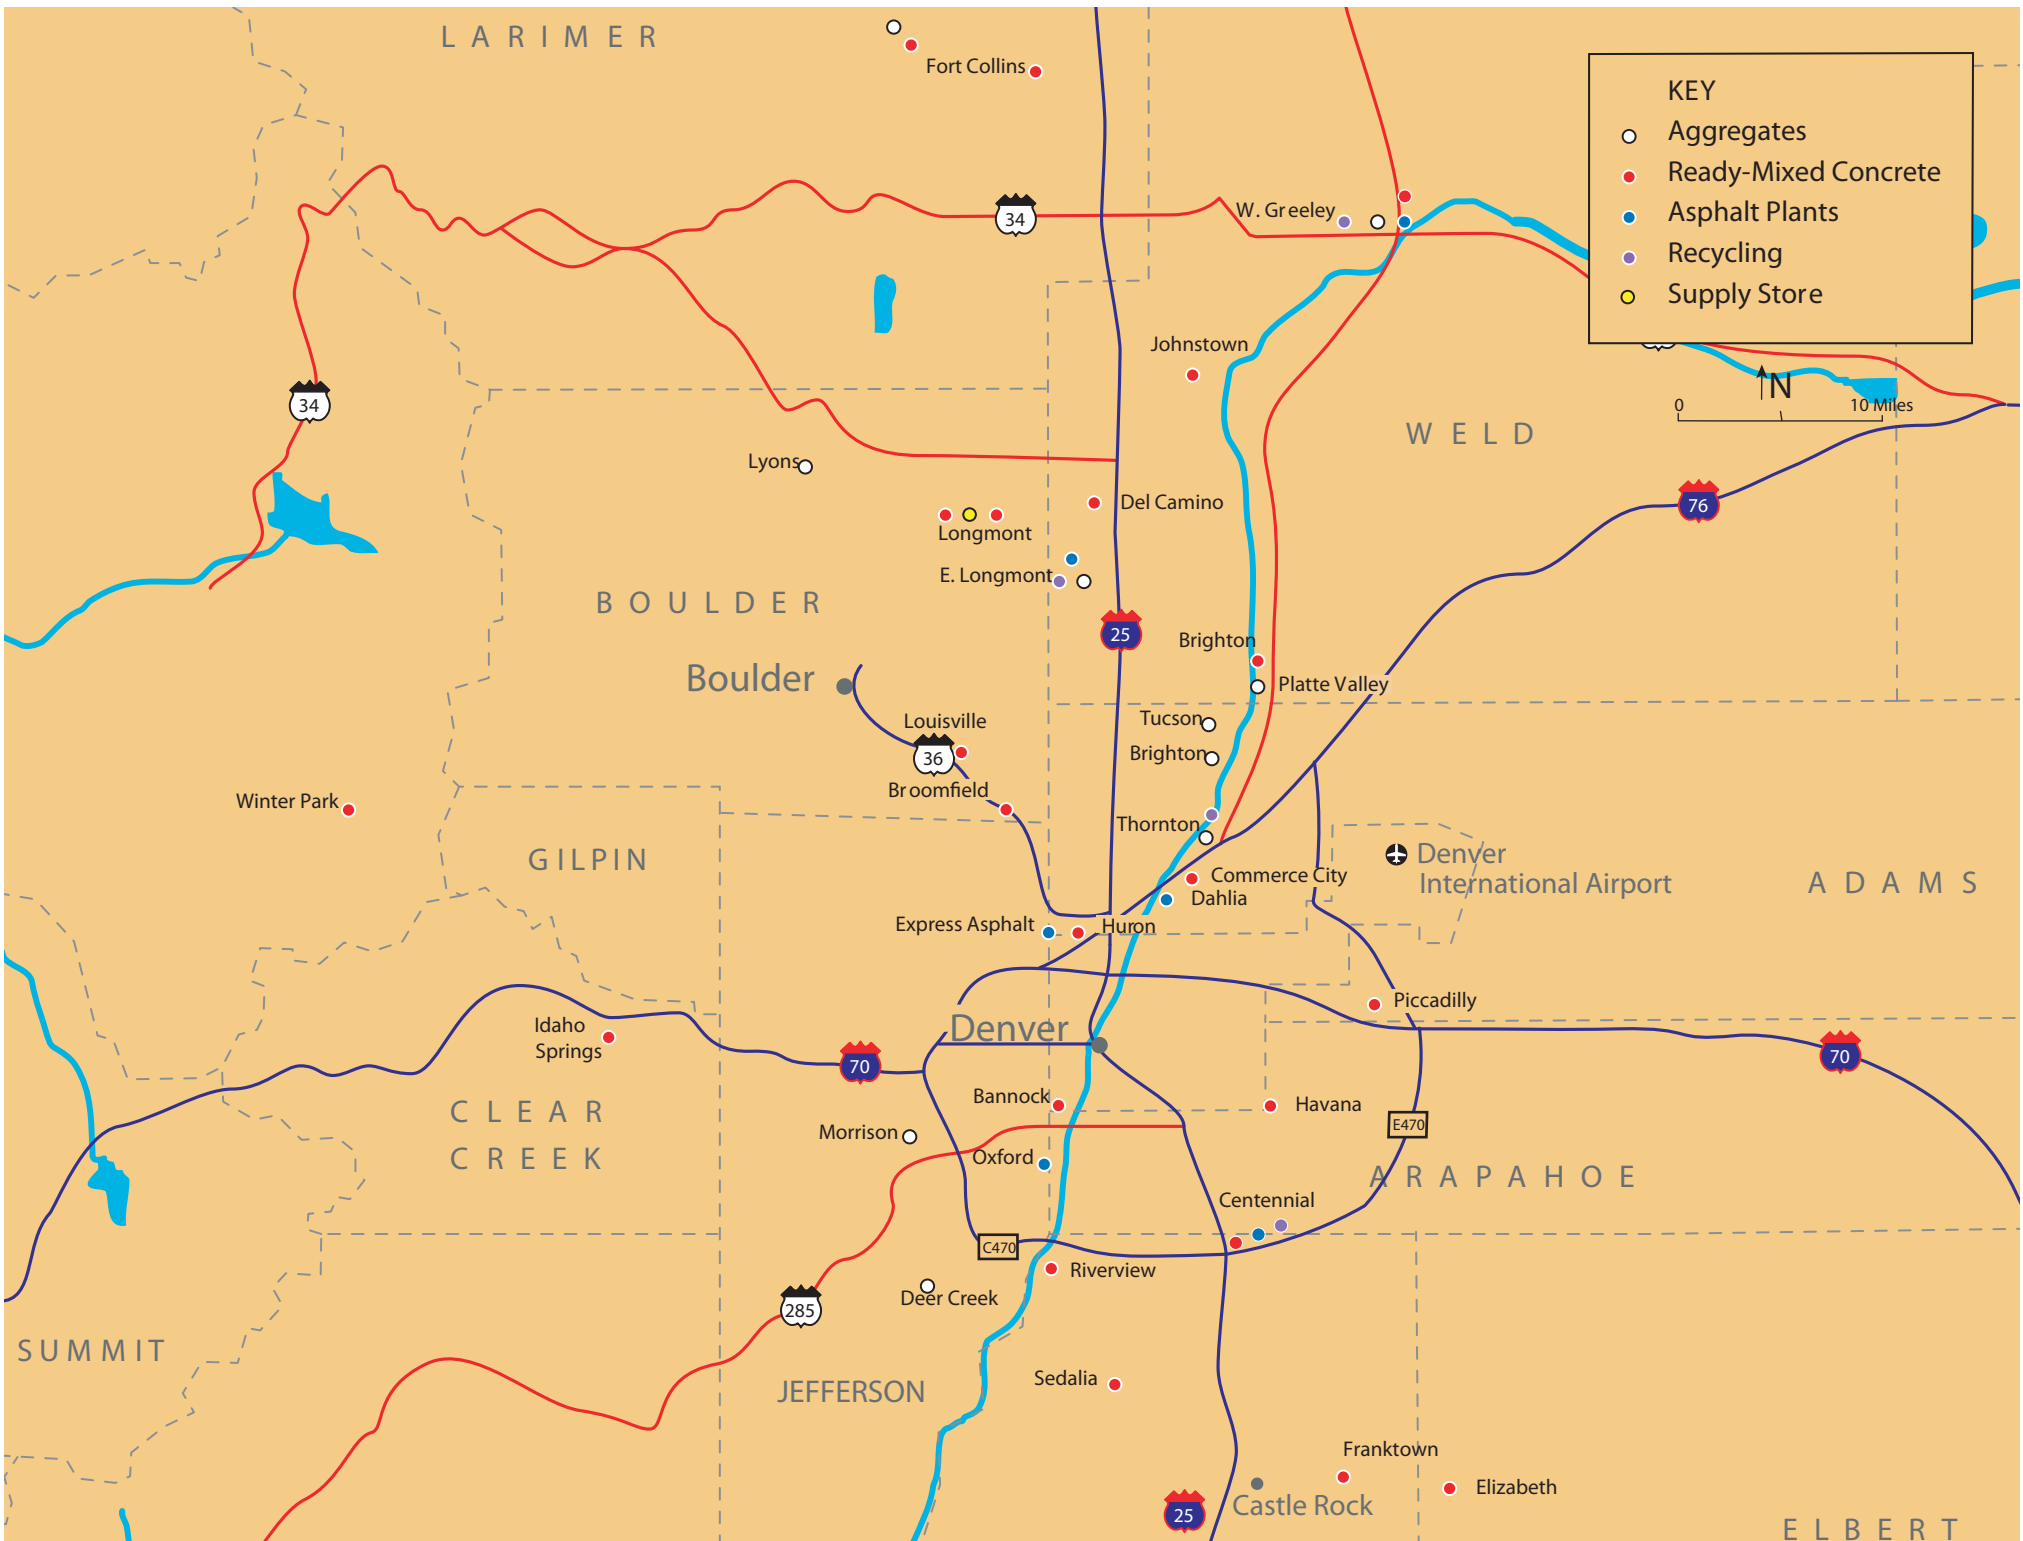 LARIMER
Fort Collins
KEY
Aggregates
Ready-Mixed Concrete
Asphalt Plants
Recycling
Supply Store
34
W. Greeley
Johnstown
N
0
10 Miles
34
WELD
Lyons
Del Camino
76
Longmont
E. Longmont
BOULDER
25
Brighton
Boulder
Platte Valley
Louisville
Tucson
36
Brighton
Broomfield
Winter Park
Thornton
GILPIN
Denver
International Airport
Commerce City
ADAMS
Dahlia
Express Asphalt
Huron
Piccadilly
Idaho
Springs
Denver
70
70
Bannock
Havana
CLEAR
CREEK
E470
Morrison
Oxford
ARAPAHOE
Centennial
C470
Riverview
Deer Creek
285
SUMMIT
Sedalia
JEFFERSON
Franktown
Elizabeth
Castle Rock
25
ELBERT